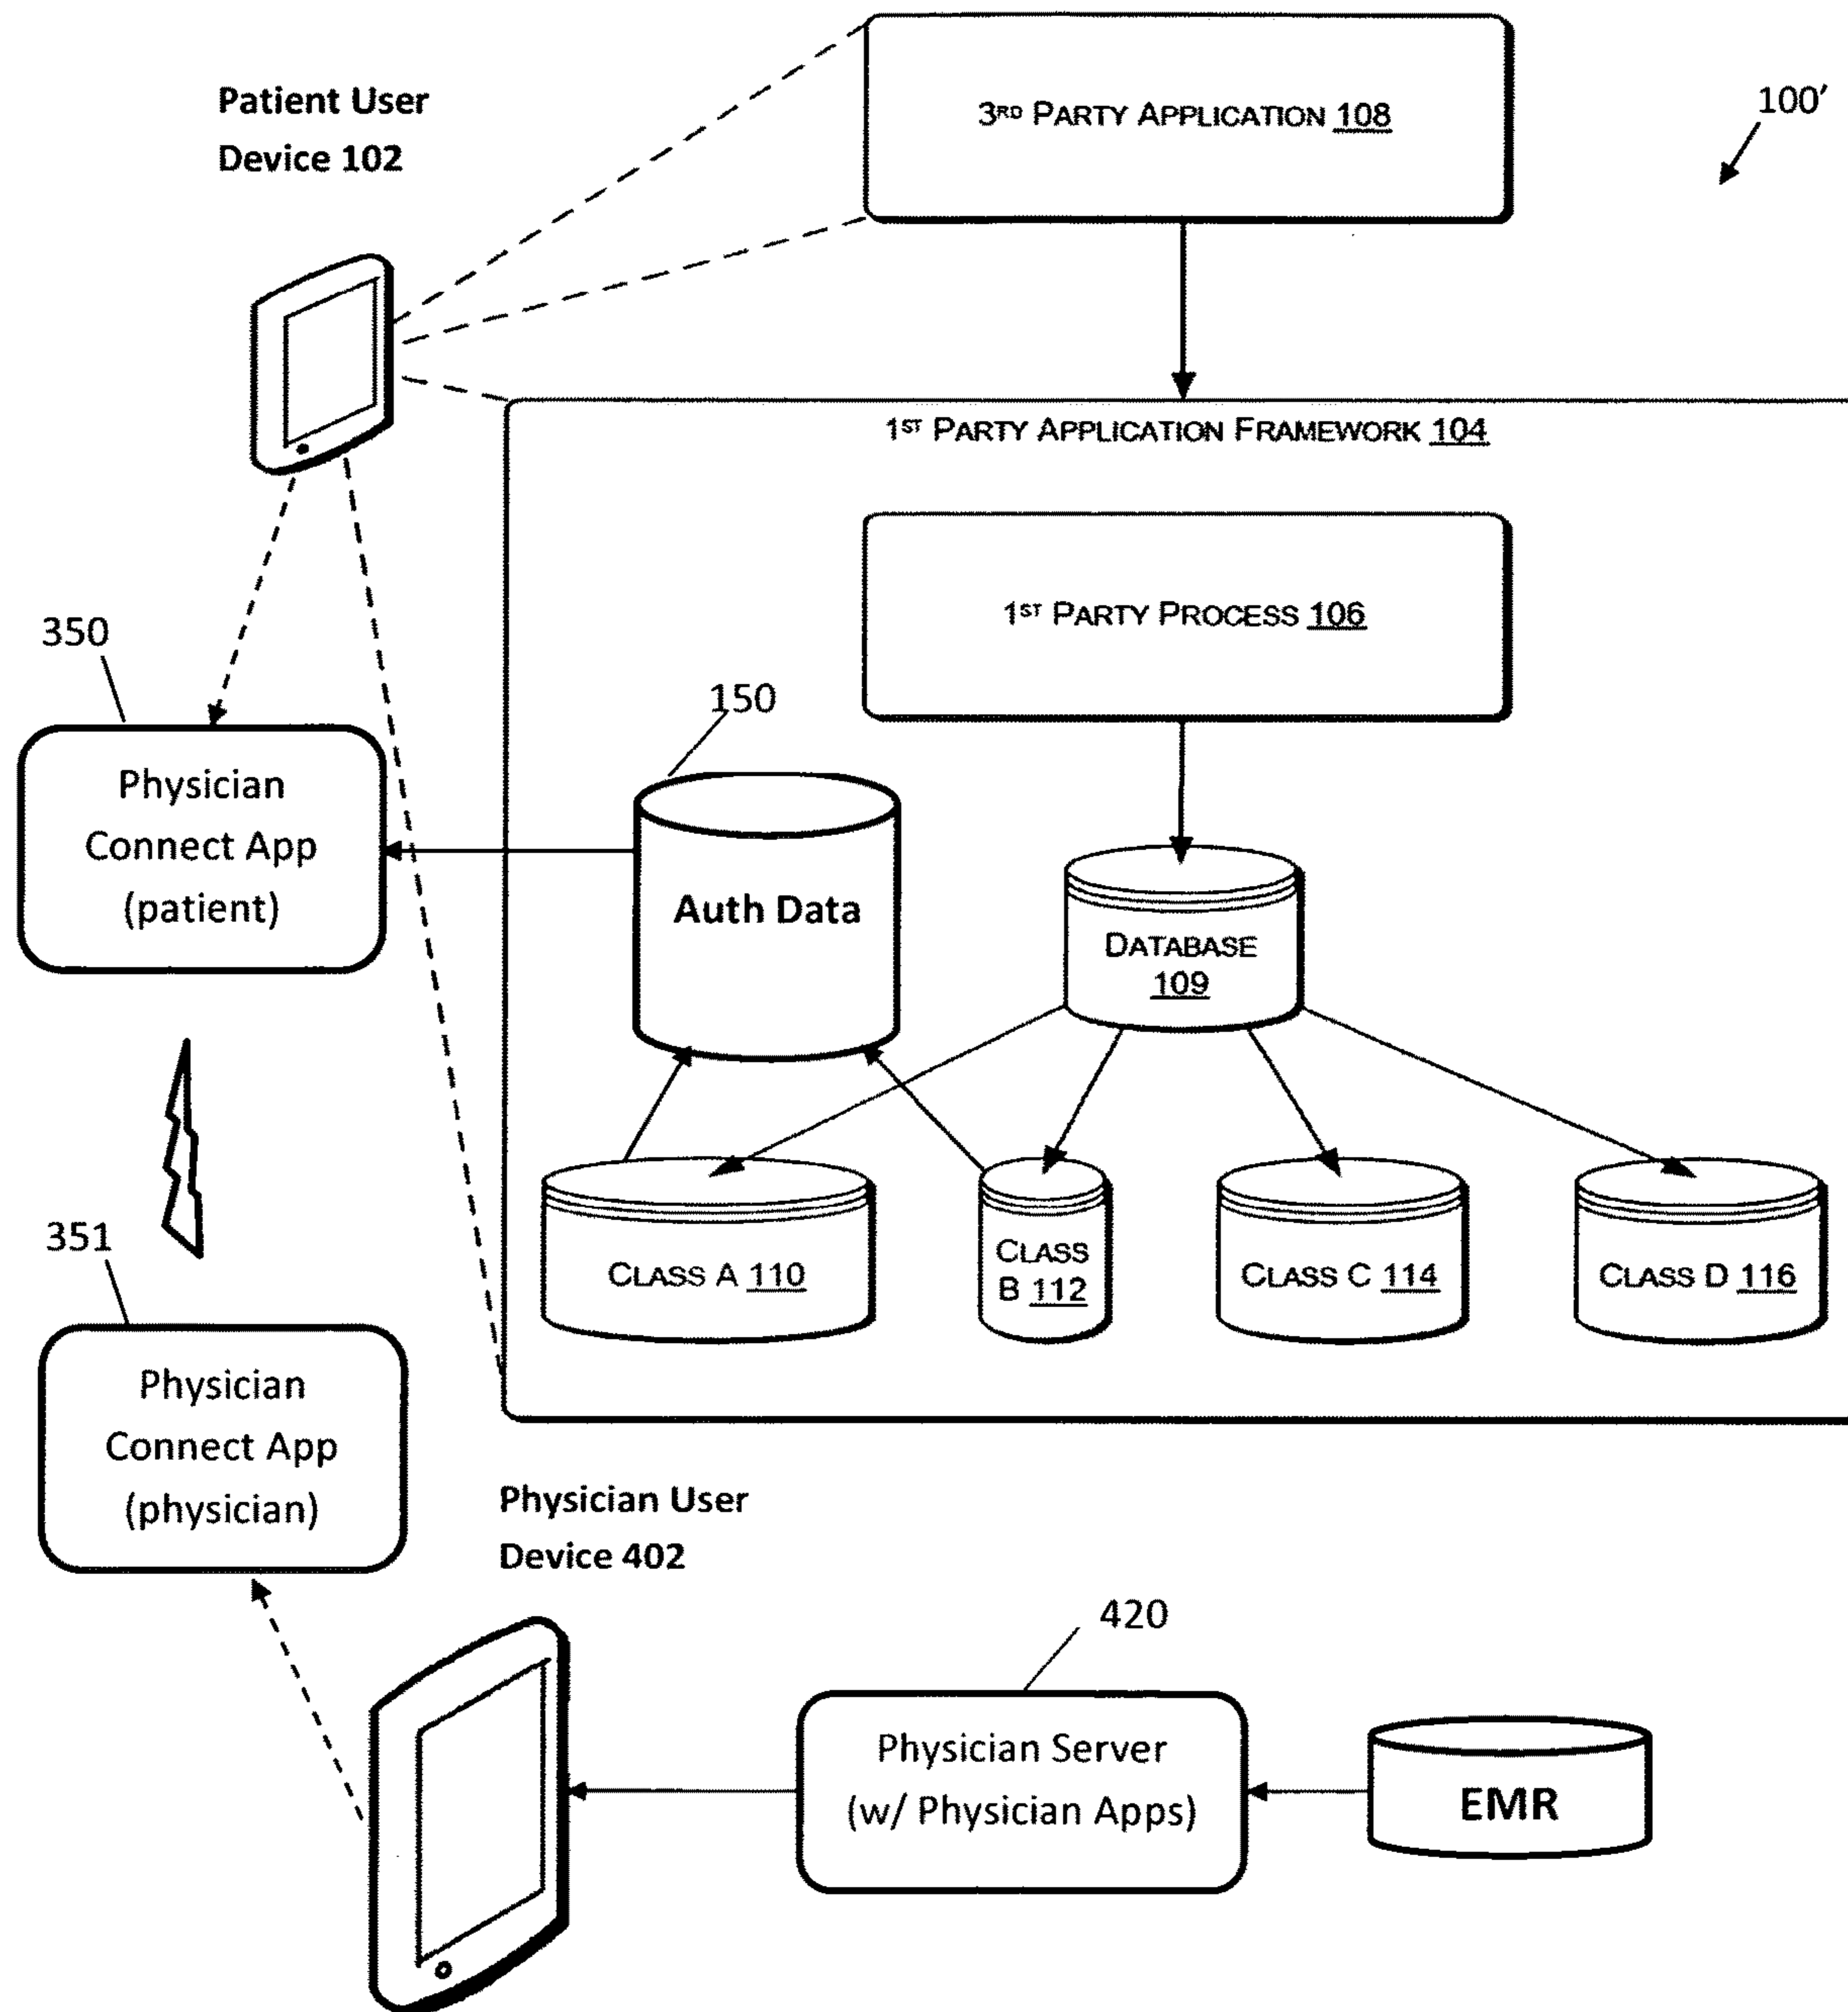 3RD PARTY APPLICATION 108
Patient User
Device 102
100'
1ST PARTY APPLICATION FRAMEWORK 104
1ST PARTY PROCESS 106
350
150
Physician
Connect App
(patient)
Auth Data
DATABASE
109
351
CLASS A 110
CLASS
B 112
CLASS C 114
CLASS D 116
Physician
Connect App
(physician)
Physician User
Device 402
420
Physician Server
(w/ Physician Apps)
EMR